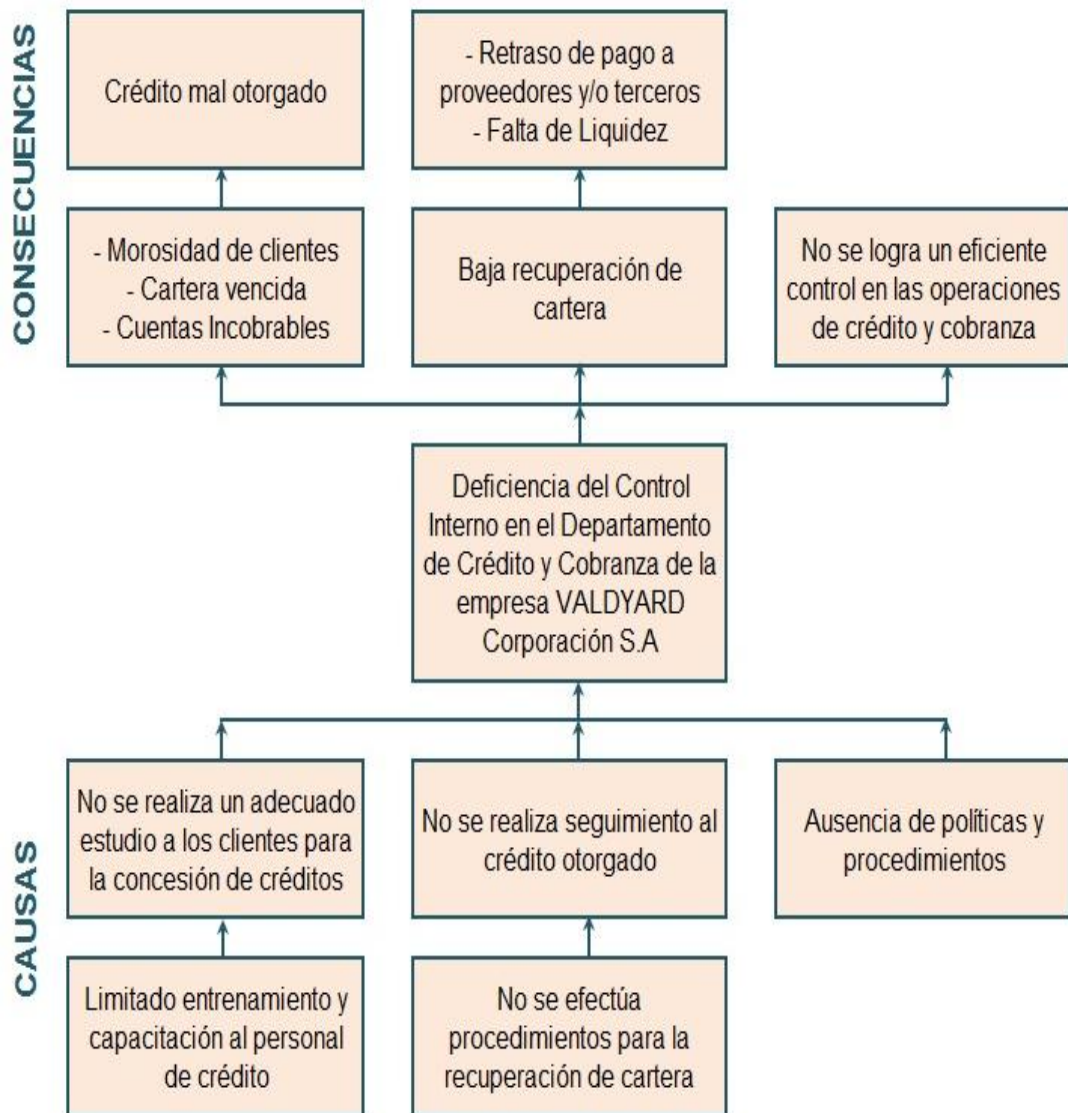 CONSECUENCIAS
Crédito mal otorgado
- Retraso de pago a
proveedores y/o terceros
- Falta de Liquidez
- Morosidad de clientes
- Cartera vencida
- Cuentas Incobrables
Baja recuperación de
cartera
No se logra un eficiente
control en las operaciones
de crédito y cobranza
Deficiencia del Control
Interno en el Departamento
de Crédito y Cobranza de la
empresa VALDYARD
Corporación S.A
CAUSAS
No se realiza un adecuado
estudio a los clientes para
la concesión de créditos
No se realiza seguimiento al
crédito otorgado
Ausencia de políticas y
procedimientos
Limitado entrenamiento y
capacitación al personal
de crédito
No se efectúa
procedimientos para la
recuperación de cartera